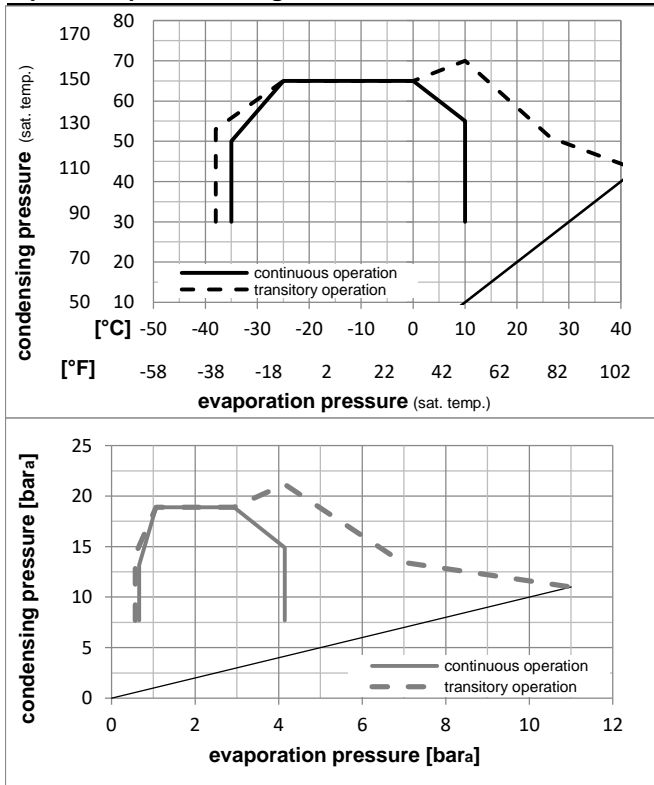 condensing pressure (sat. temp.)
170 80
70
150 60
130 50
110 40
90 30
70 20
50 10
continuous operation
transitory operation
[°C] -50 -40 -30 -20 -10 0 10 20 30 40
[°F] -58 -38 -18 2 22 42 62 82 102
evaporation pressure (sat. temp.)
condensing pressure [bara]
25
20
15
10
5
0
continuous operation
transitory operation
0 2 4 6 8 10 12
evaporation pressure [bara]